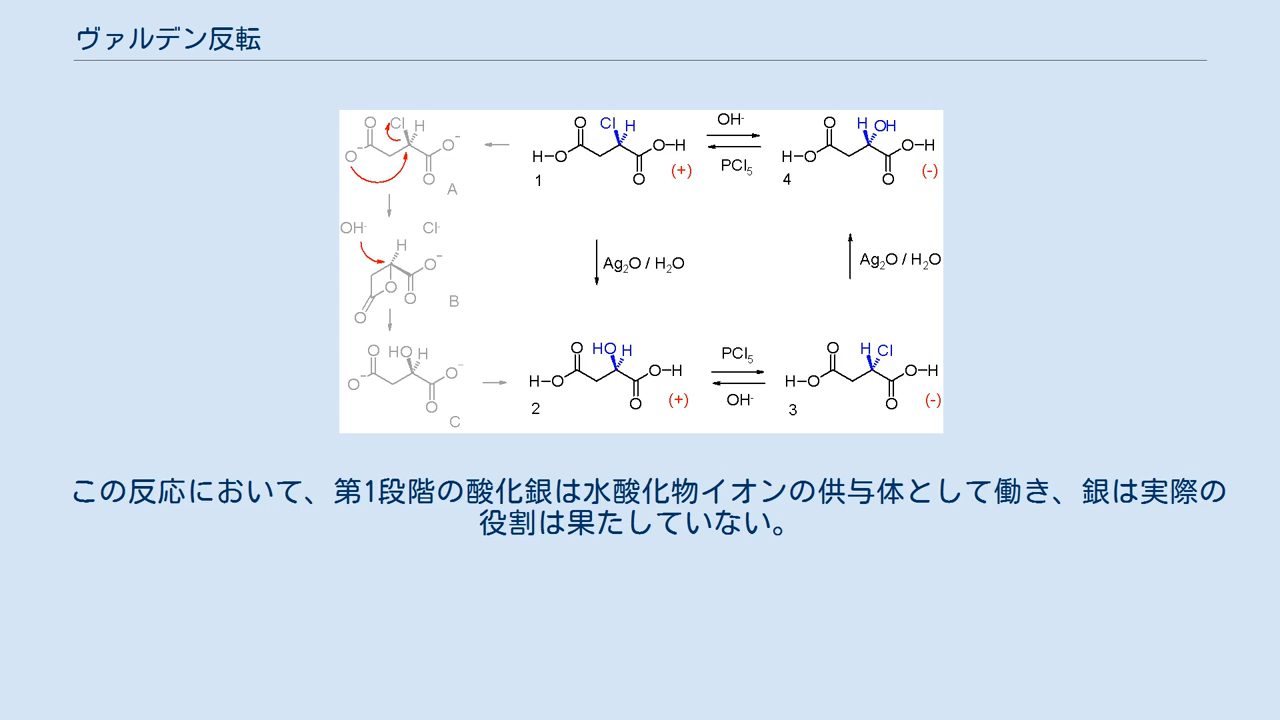 ヴァルデン反転
O Cl H O⁻ O⁻ O A
OH⁻ Cl⁻
H O⁻ O O O B
O HO H O⁻ O⁻ O C
O Cl H H–O O–H O 1 (+)
OH⁻
PCl₅
O H OH H–O O–H O 4 (-)
Ag₂O / H₂O
Ag₂O / H₂O
O HO H H–O O–H O 2 (+)
PCl₅
OH⁻
O H Cl H–O O–H O 3 (-)
この反応において、第1段階の酸化銀は水酸化物イオンの供与体として働き、銀は実際の
役割は果たしていない。